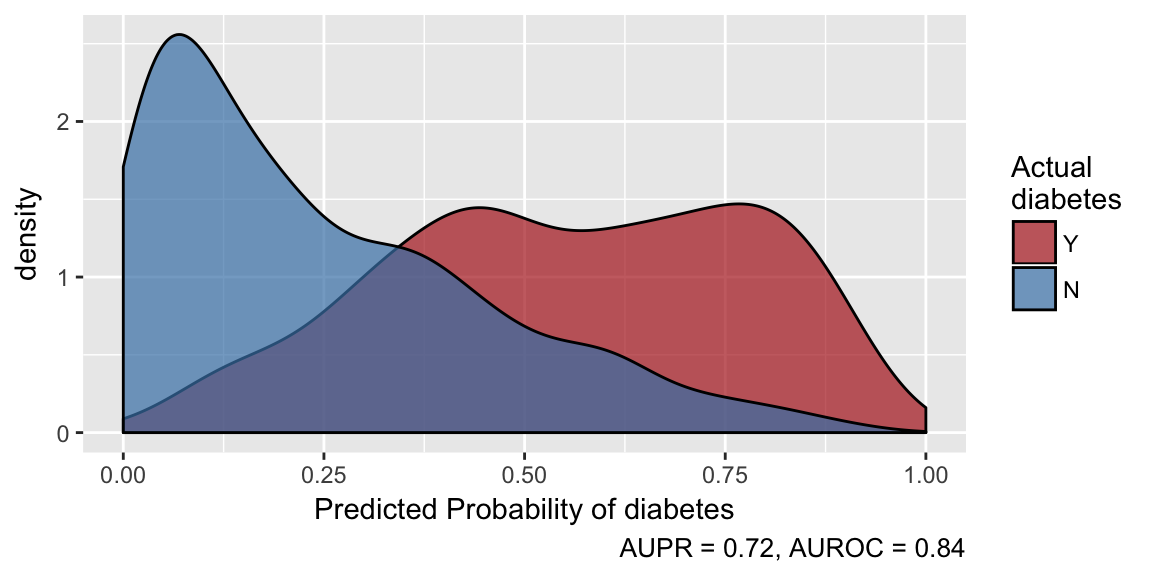 density
2
1
0
0.00 0.25 0.50 0.75 1.00
Predicted Probability of diabetes
AUPR = 0.72, AUROC = 0.84
Actual
diabetes
Y
N